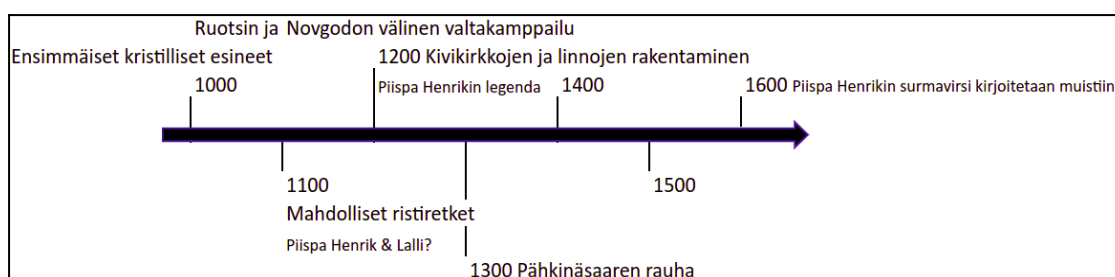 Ruotsin ja Novgodon välinen valtakamppailu
Ensimmäiset kristilliset esineet
1200 Kivikirkkojen ja linnojen rakentaminen
1000
Piispa Henrikin legenda
1400
1600 Piispa Henrikin surmavirsi kirjoitetaan muistiin
1100
1500
Mahdolliset ristiretket
Piispa Henrik & Lalli?
1300 Pähkinäsaaren rauha